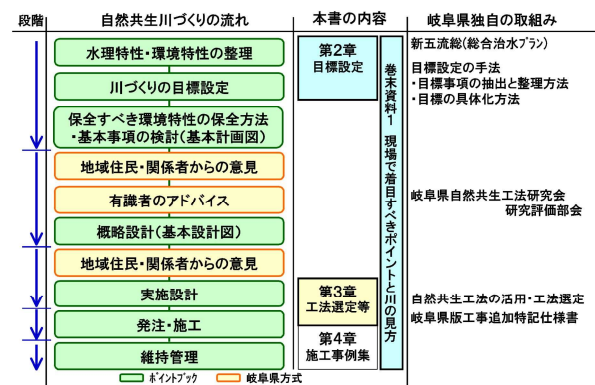 段階
自然共生川づくりの流れ
本書の内容
岐阜県独自の取組み
水理特性・環境特性の整理
川づくりの目標設定
保全すべき環境特性の保全方法
・基本事項の検討(基本計画図)
地域住民・関係者からの意見
有識者のアドバイス
概略設計(基本設計図)
地域住民・関係者からの意見
実施設計
発注・施工
維持管理
第2章
目標設定
第3章
工法選定等
第4章
施工事例集
巻末資料1 現場で着目すべきポイントと川の見方
新五流総(総合治水プラン)
目標設定の手法
・目標事項の抽出と整理方法
・目標の具体化方法
岐阜県自然共生工法研究会
研究評価部会
自然共生工法の活用・工法選定
岐阜県版工事追加特記仕様書
ポイントブック
岐阜県方式